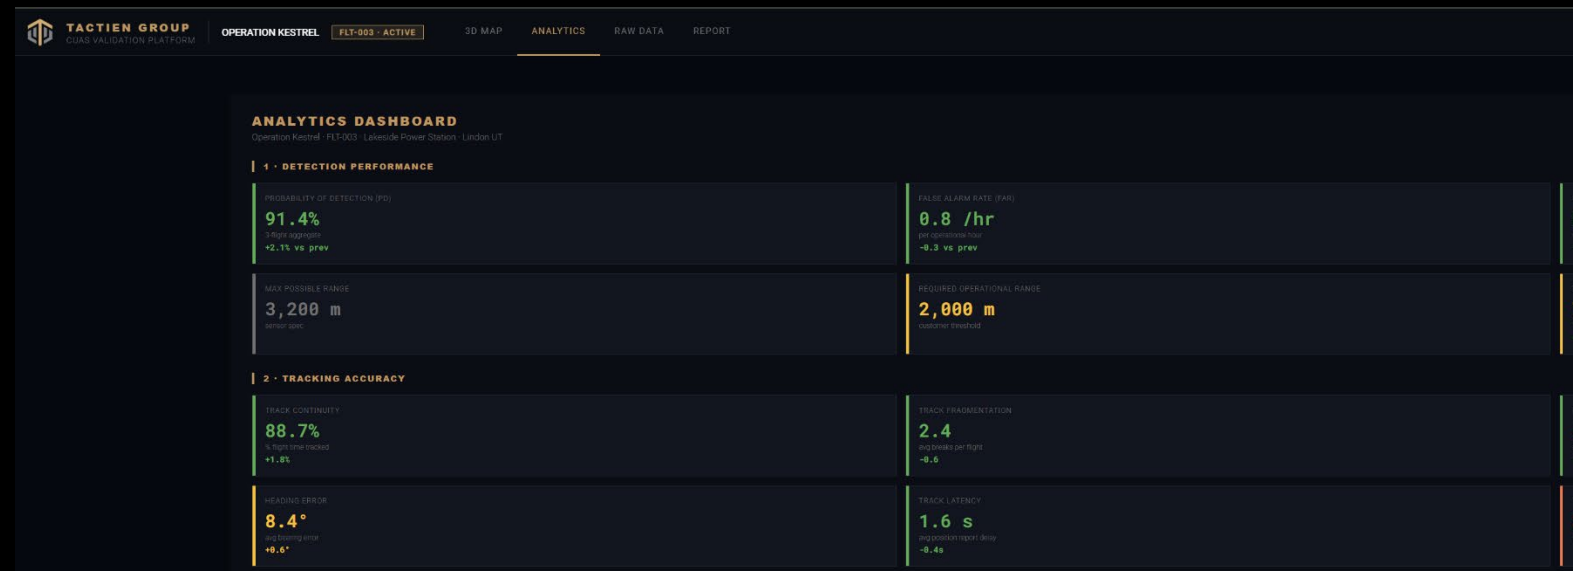 TACTIEN GROUP
CUAS VALIDATION PLATFORM
OPERATION KESTREL
FLT-003 · ACTIVE
3D MAP
ANALYTICS
RAW DATA
REPORT
ANALYTICS DASHBOARD
Operation Kestrel · FLT-003 · Lakeside Power Station · Lindon UT
1 · DETECTION PERFORMANCE
PROBABILITY OF DETECTION (PD)
91.4%
3-flight aggregate
+2.1% vs prev
FALSE ALARM RATE (FAR)
0.8 /hr
per operational hour
-0.3 vs prev
MAX POSSIBLE RANGE
3,200 m
sensor spec
REQUIRED OPERATIONAL RANGE
2,000 m
customer threshold
2 · TRACKING ACCURACY
TRACK CONTINUITY
88.7%
% flight time tracked
+1.8%
TRACK FRAGMENTATION
2.4
avg breaks per flight
-0.6
HEADING ERROR
8.4°
avg bearing error
+0.6°
TRACK LATENCY
1.6 s
avg position report delay
-0.4s